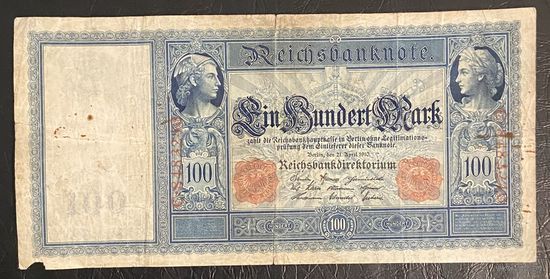 Reichsbanknote.
Ein Hundert Mark
zahlt die Reichsbankhauptkasse in Berlin ohne Legitimations-
prüfung dem Einlieferer dieser Banknote.
Berlin, den 21. April 1910.
Reichsbankdirektorium
100
100
100